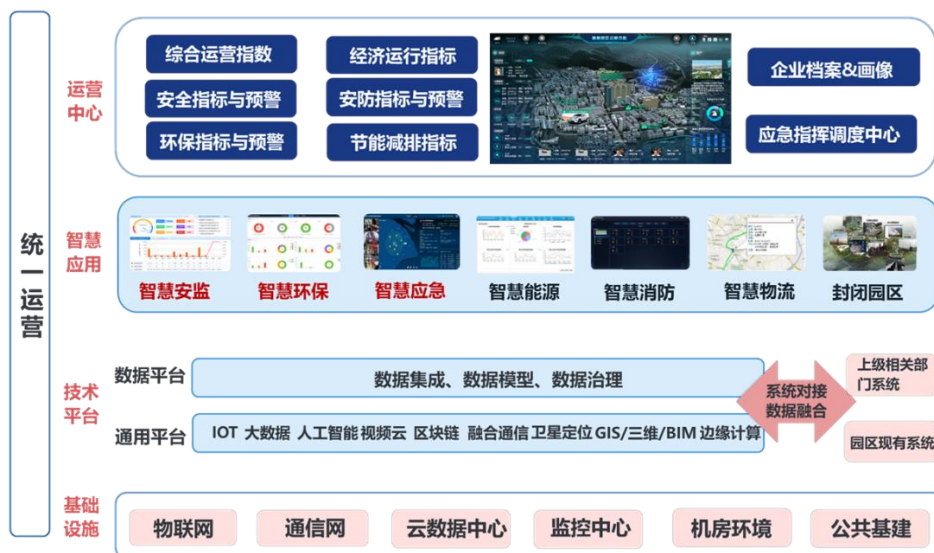 统一运营
运营
中心
综合运营指数
经济运行指标
安全指标与预警
安防指标与预警
环保指标与预警
节能减排指标
企业档案&画像
应急指挥调度中心
智慧
应用
智慧安监
智慧环保
智慧应急
智慧能源
智慧消防
智慧物流
封闭园区
技术
平台
数据平台
数据集成、数据模型、数据治理
通用平台
IOT 大数据 人工智能 视频云 区块链 融合通信 卫星定位 GIS/三维/BIM 边缘计算
系统对接
数据融合
上级相关部
门系统
园区现有系统
基础
设施
物联网
通信网
云数据中心
监控中心
机房环境
公共基建